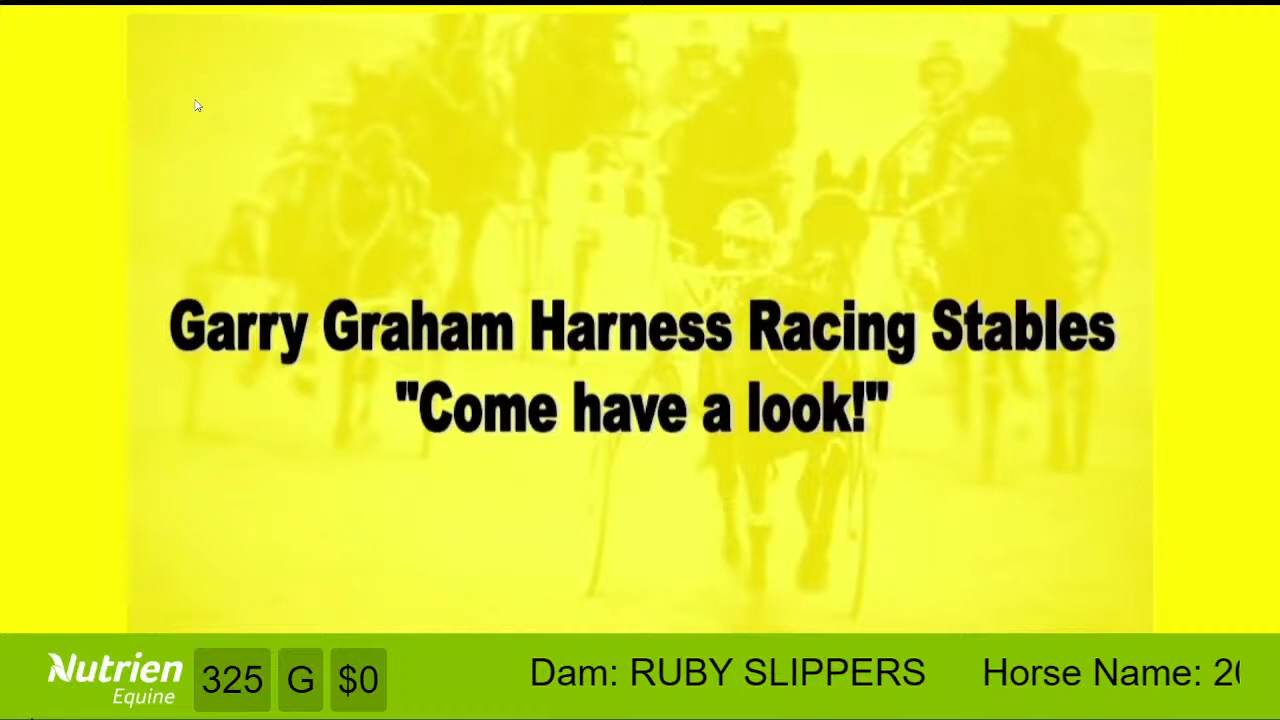 Garry Graham Harness Racing Stables
"Come have a look!"
Nutrien
Equine
325 G $0
Dam: RUBY SLIPPERS Horse Name: